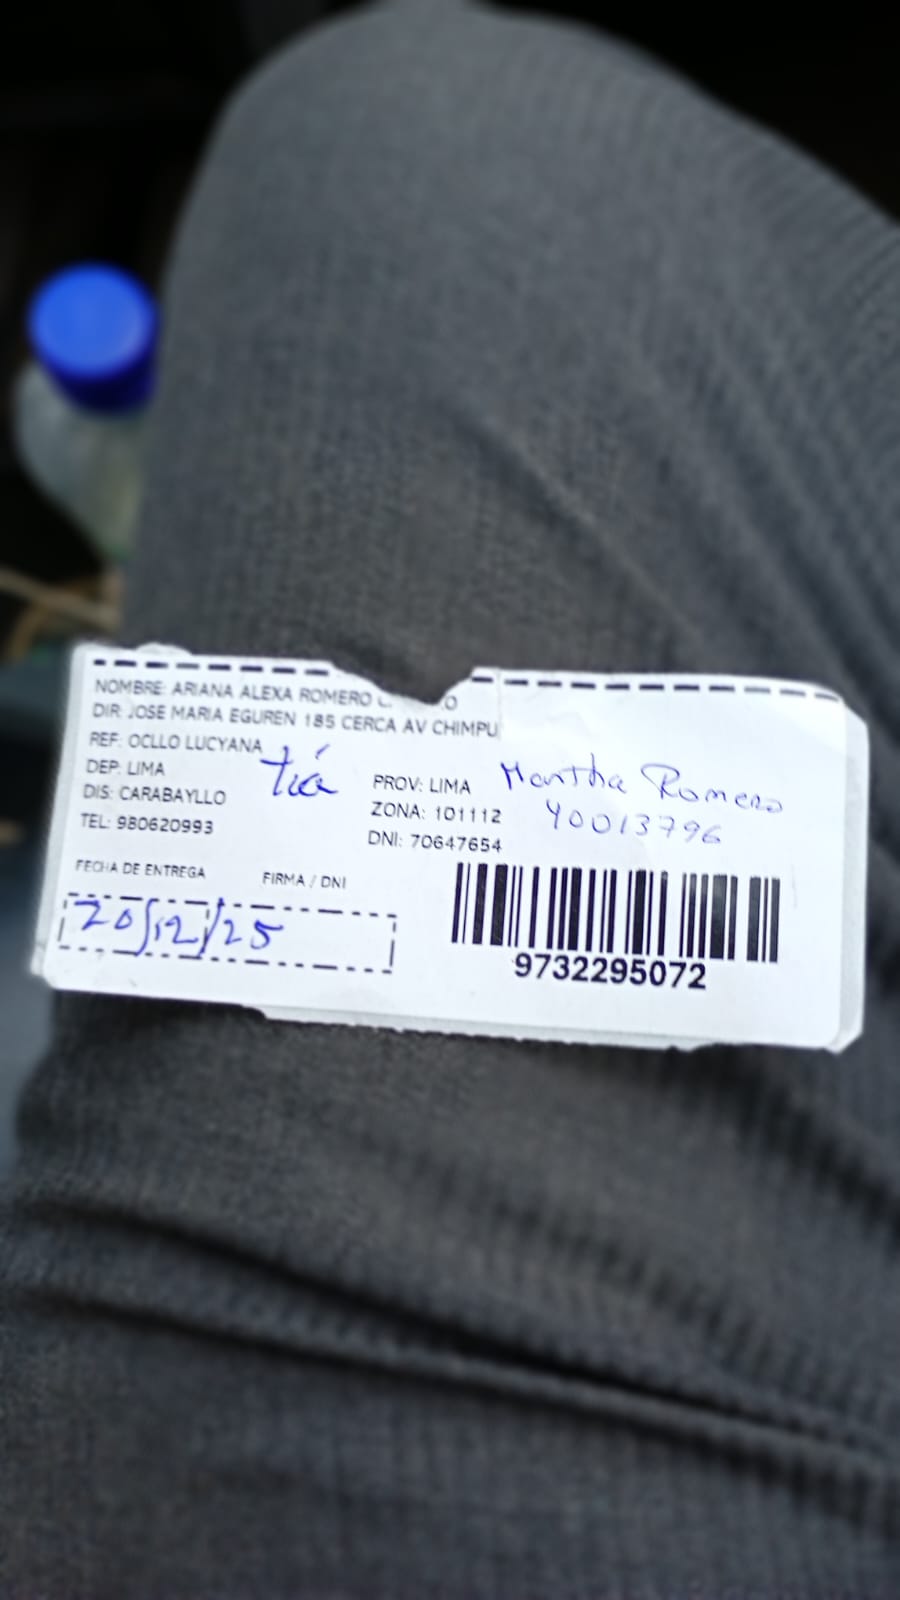 NOMBRE: ARIANA ALEXA ROMERO
DIR: JOSE MARIA EGUREN 185 CERCA AV CHIMPU
REF: OCLLO LUCYANA
tía
DEP: LIMA
PROV: LIMA
Martha Romero
DIS: CARABAYLLO
ZONA: 101112
40013796
TEL: 980620993
DNI: 70647654
FECHA DE ENTREGA
FIRMA / DNI
20/12/25
9732295072